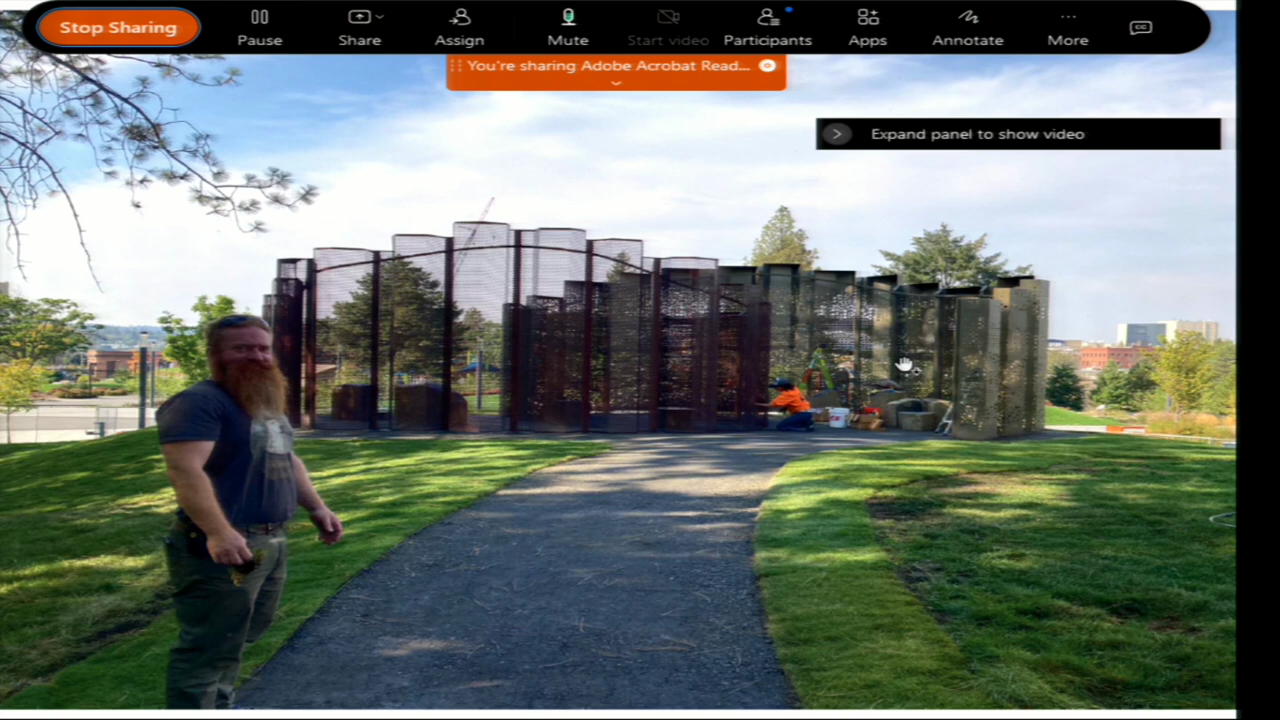 Stop Sharing
Pause
Share
Assign
Mute
Start video
Participants
Apps
Annotate
More
CC
You're sharing Adobe Acrobat Read...
Expand panel to show video